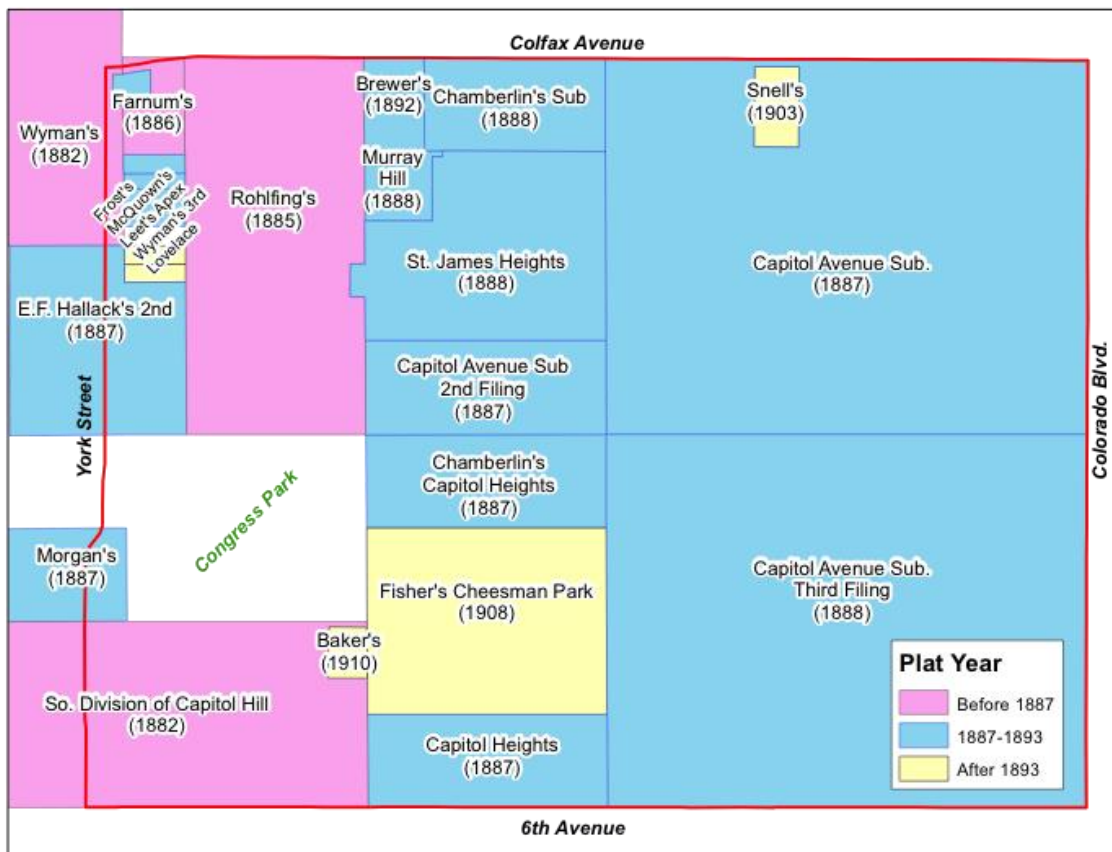 Colfax Avenue
Farnum's
(1886)
Wyman's
(1882)
Brewer's
(1892)
Chamberlin's Sub
(1888)
Snell's
(1903)
Frost's
McQuown's
Leet's Apex
Wyman's 3rd
Lovelace
Rohlfing's
(1885)
Murray
Hill
(1888)
St. James Heights
(1888)
Capitol Avenue Sub.
(1887)
E.F. Hallack's 2nd
(1887)
Capitol Avenue Sub
2nd Filing
(1887)
York Street
Colorado Blvd.
Congress Park
Chamberlin's
Capitol Heights
(1887)
Morgan's
(1887)
Fisher's Cheesman Park
(1908)
Capitol Avenue Sub.
Third Filing
(1888)
Baker's
(1910)
So. Division of Capitol Hill
(1882)
Capitol Heights
(1887)
Plat Year
Before 1887
1887-1893
After 1893
6th Avenue